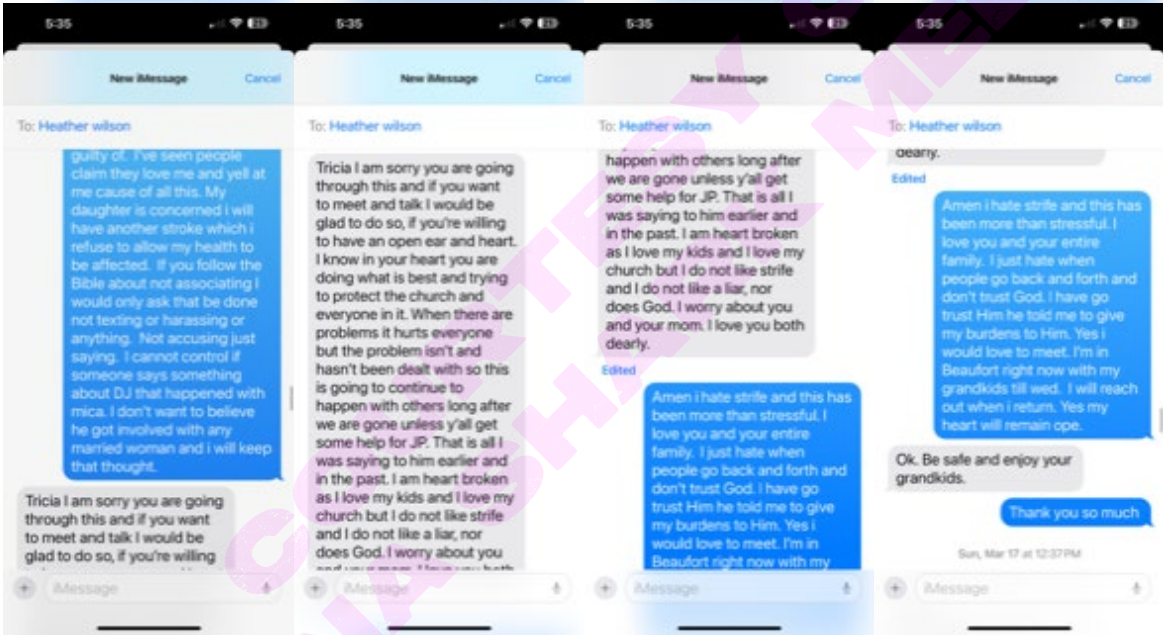 5:35
New iMessage
Cancel
To: Heather wilson
guilty of. I've seen people
claim they love me and yell at
me cause of all this. My
daughter is concerned i will
have another stroke which i
refuse to allow my health to
be affected. If you follow the
Bible about not associating I
would only ask that be done
not texting or harassing or
anything. Not accusing just
saying. I cannot control if
someone says something
about DJ that happened with
mica. I don't want to believe
he got involved with any
married woman and i will keep
that thought.
Tricia I am sorry you are going
through this and if you want
to meet and talk I would be
glad to do so, if you're willing
iMessage
5:35
New iMessage
Cancel
To: Heather wilson
Tricia I am sorry you are going
through this and if you want
to meet and talk I would be
glad to do so, if you're willing
to have an open ear and heart.
I know in your heart you are
doing what is best and trying
to protect the church and
everyone in it. When there are
problems it hurts everyone
but the problem isn't and
hasn't been dealt with so this
is going to continue to
happen with others long after
we are gone unless y'all get
some help for JP. That is all I
was saying to him earlier and
in the past. I am heart broken
as I love my kids and I love my
church but I do not like strife
and I do not like a liar, nor
does God. I worry about you
and your mom. I love you both
iMessage
5:35
New iMessage
Cancel
To: Heather wilson
happen with others long after
we are gone unless y'all get
some help for JP. That is all I
was saying to him earlier and
in the past. I am heart broken
as I love my kids and I love my
church but I do not like strife
and I do not like a liar, nor
does God. I worry about you
and your mom. I love you both
dearly.
Edited
Amen i hate strife and this has
been more than stressful. I
love you and your entire
family. I just hate when
people go back and forth and
don't trust God. I have go
trust Him he told me to give
my burdens to Him. Yes i
would love to meet. I'm in
Beaufort right now with my
iMessage
5:35
New iMessage
Cancel
To: Heather wilson
dearly.
Edited
Amen i hate strife and this has
been more than stressful. I
love you and your entire
family. I just hate when
people go back and forth and
don't trust God. I have go
trust Him he told me to give
my burdens to Him. Yes i
would love to meet. I'm in
Beaufort right now with my
grandkids till wed. I will reach
out when i return. Yes my
heart will remain ope.
Ok. Be safe and enjoy your
grandkids.
Thank you so much
Sun, Mar 17 at 12:37 PM
iMessage
COURTESY